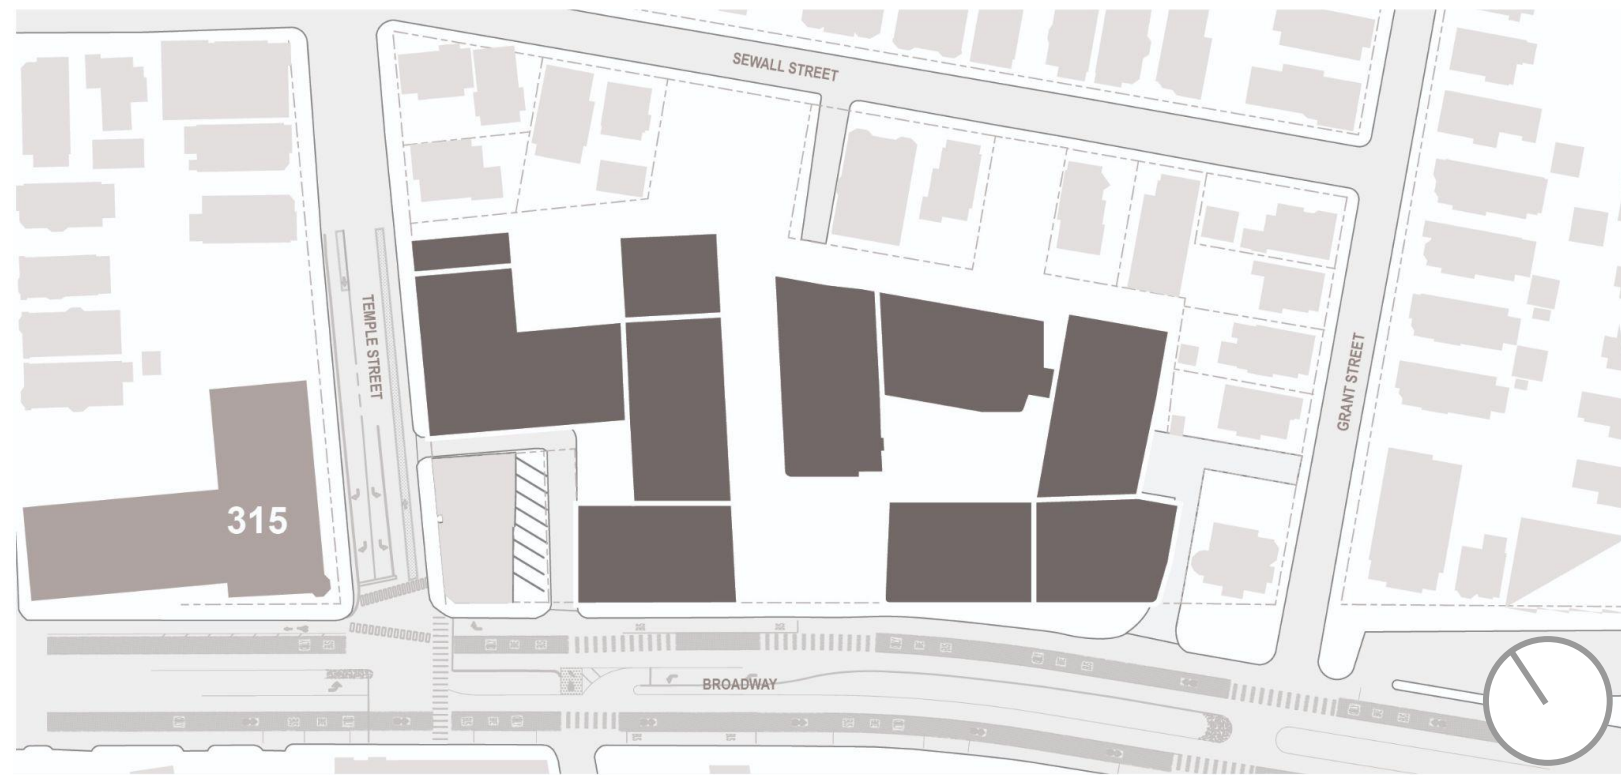 SEWALL STREET
TEMPLE STREET
GRANT STREET
315
BROADWAY